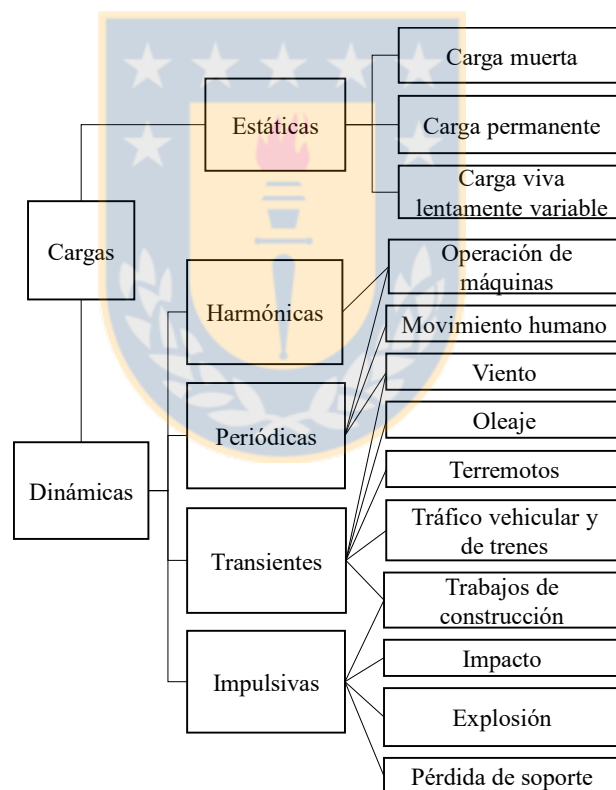 Carga muerta
Estáticas
Carga permanente
Carga viva
lentamente variable
Cargas
Operación de
máquinas
Harmónicas
Movimiento humano
Viento
Periódicas
Oleaje
Dinámicas
Terremotos
Tráfico vehicular y
de trenes
Transientes
Trabajos de
construcción
Impacto
Impulsivas
Explosión
Pérdida de soporte